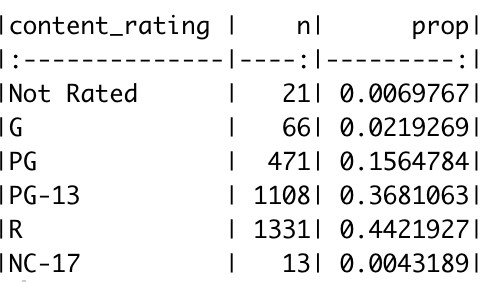 |content_rating | n| prop|
|:--------------|----:|---------:|
|Not Rated | 21| 0.0069767|
|G | 66| 0.0219269|
|PG | 471| 0.1564784|
|PG-13 | 1108| 0.3681063|
|R | 1331| 0.4421927|
|NC-17 | 13| 0.0043189|